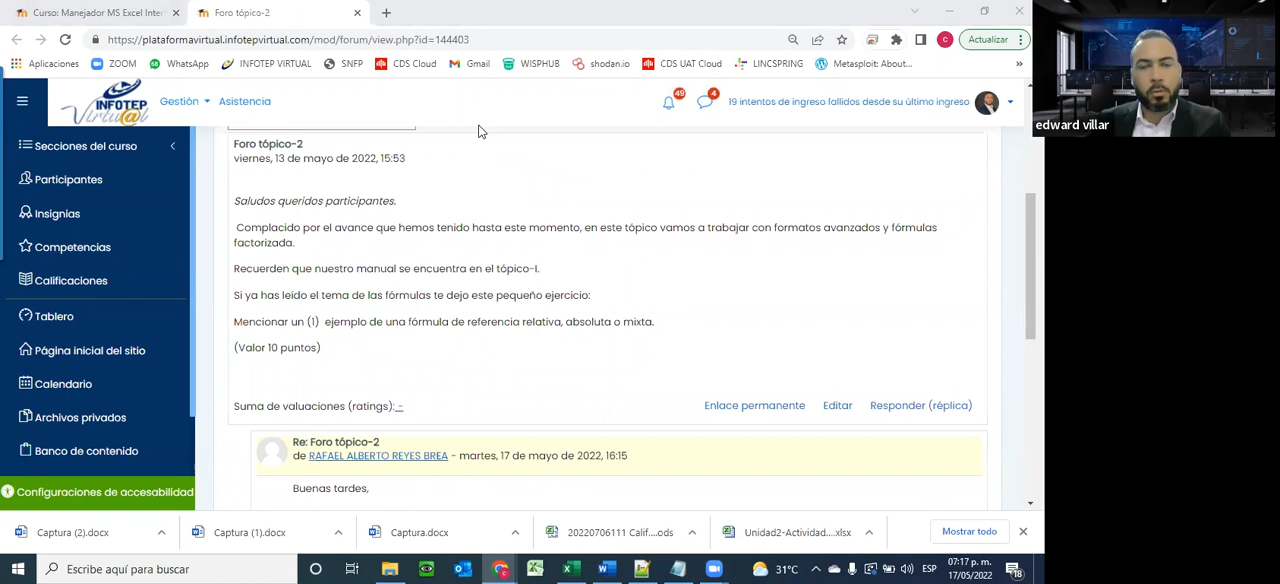 Curso: Manejador MS Excel Inter
Foro tópico-2
https://plataformavirtual.infotepvirtual.com/mod/forum/view.php?id=144403
Actualizar
Aplicaciones
ZOOM
WhatsApp
INFOTEP VIRTUAL
SNFP
CDS Cloud
Gmail
WISPHUB
shodan.io
CDS UAT Cloud
LINCSPRING
Metasploit: About...
»
INFOTEP
Virtu@l
Gestión
Asistencia
49
4
19 intentos de ingreso fallidos desde su último ingreso
edward villar
Secciones del curso
Participantes
Insignias
Competencias
Calificaciones
Tablero
Página inicial del sitio
Calendario
Archivos privados
Banco de contenido
Configuraciones de accesabilidad
Foro tópico-2
viernes, 13 de mayo de 2022, 15:53
Saludos queridos participantes.
Complacido por el avance que hemos tenido hasta este momento, en este tópico vamos a trabajar con formatos avanzados y fórmulas
factorizada.
Recuerden que nuestro manual se encuentra en el tópico-I.
Si ya has leído el tema de las fórmulas te dejo este pequeño ejercicio:
Mencionar un (1) ejemplo de una fórmula de referencia relativa, absoluta o mixta.
(Valor 10 puntos)
Suma de valuaciones (ratings): -
Enlace permanente
Editar
Responder (réplica)
Re: Foro tópico-2
de RAFAEL ALBERTO REYES BREA - martes, 17 de mayo de 2022, 16:15
Buenas tardes,
Captura (2).docx
Captura (1).docx
Captura.docx
20220706111 Calif....ods
Unidad2-Actividad....xlsx
Mostrar todo
Escribe aquí para buscar
31°C
ESP
07:17 p. m.
17/05/2022
18